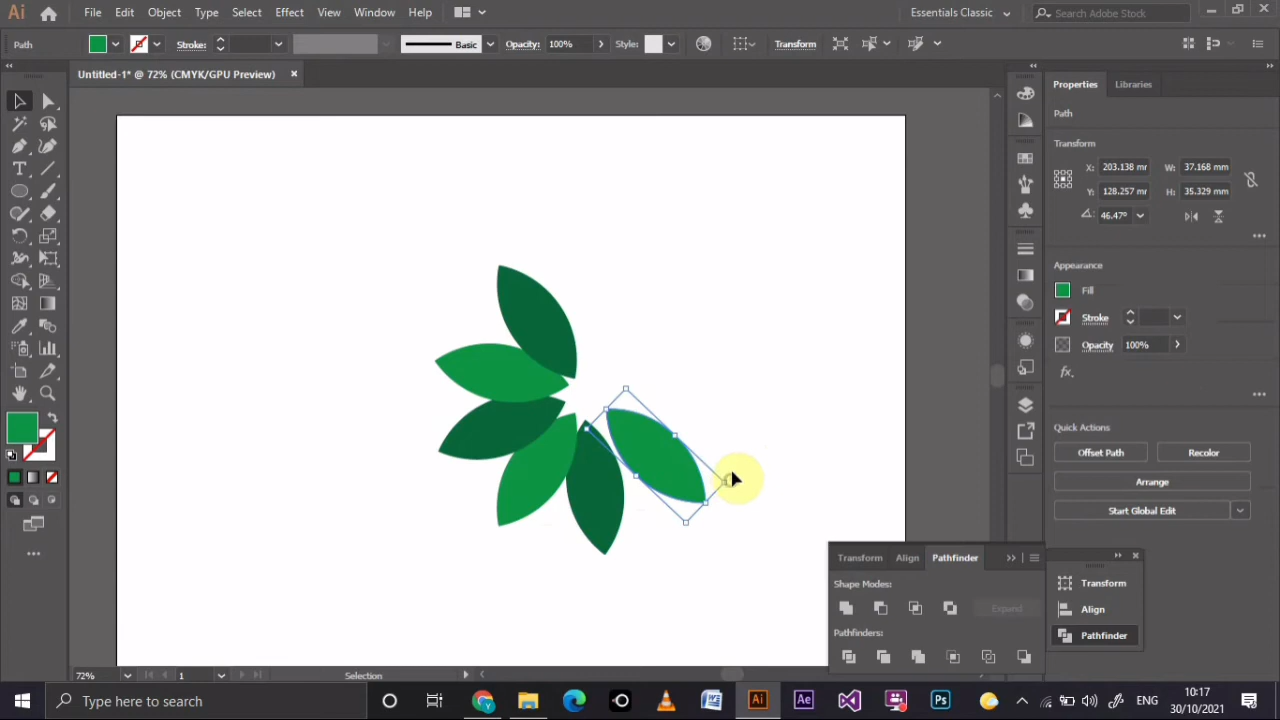 Ai File Edit Object Type Select Effect View Window Help Essentials Classic Search Adobe Stock
Path Stroke: Basic Opacity: 100% Style: Transform
Untitled-1* @ 72% (CMYK/GPU Preview) ×
Properties Libraries
Path
Transform
X: 203.138 mr W: 37.168 mm
Y: 128.257 mr H: 35.329 mm
46.47°
Appearance
Fill
Stroke
Opacity 100%
fx.
Quick Actions
Offset Path Recolor
Arrange
Start Global Edit
Transform Align Pathfinder
Shape Modes:
Expand
Pathfinders:
Transform
Align
Pathfinder
72% 1 Selection
Type here to search
Ai Ae Ps
ENG
10:17
30/10/2021